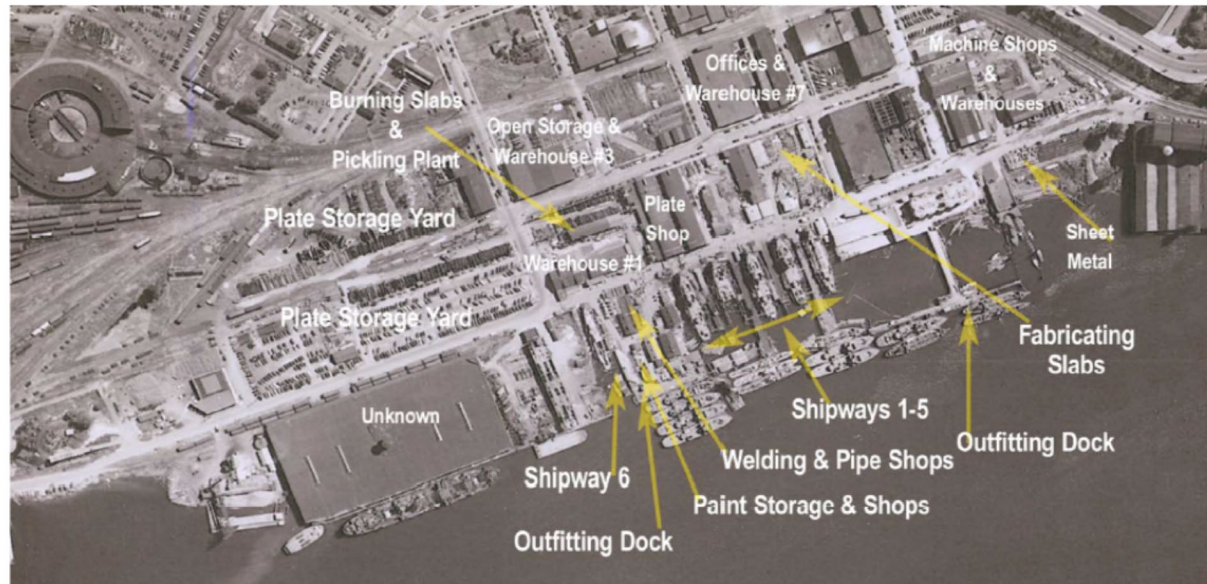 Machine Shops
&
Warehouses
Offices &
Warehouse #7
Burning Slabs
&
Pickling Plant
Open Storage &
Warehouse #3
Plate Storage Yard
Plate
Shop
Sheet
Metal
Warehouse #1
Plate Storage Yard
Fabricating
Slabs
Unknown
Shipways 1-5
Outfitting Dock
Welding & Pipe Shops
Shipway 6
Paint Storage & Shops
Outfitting Dock